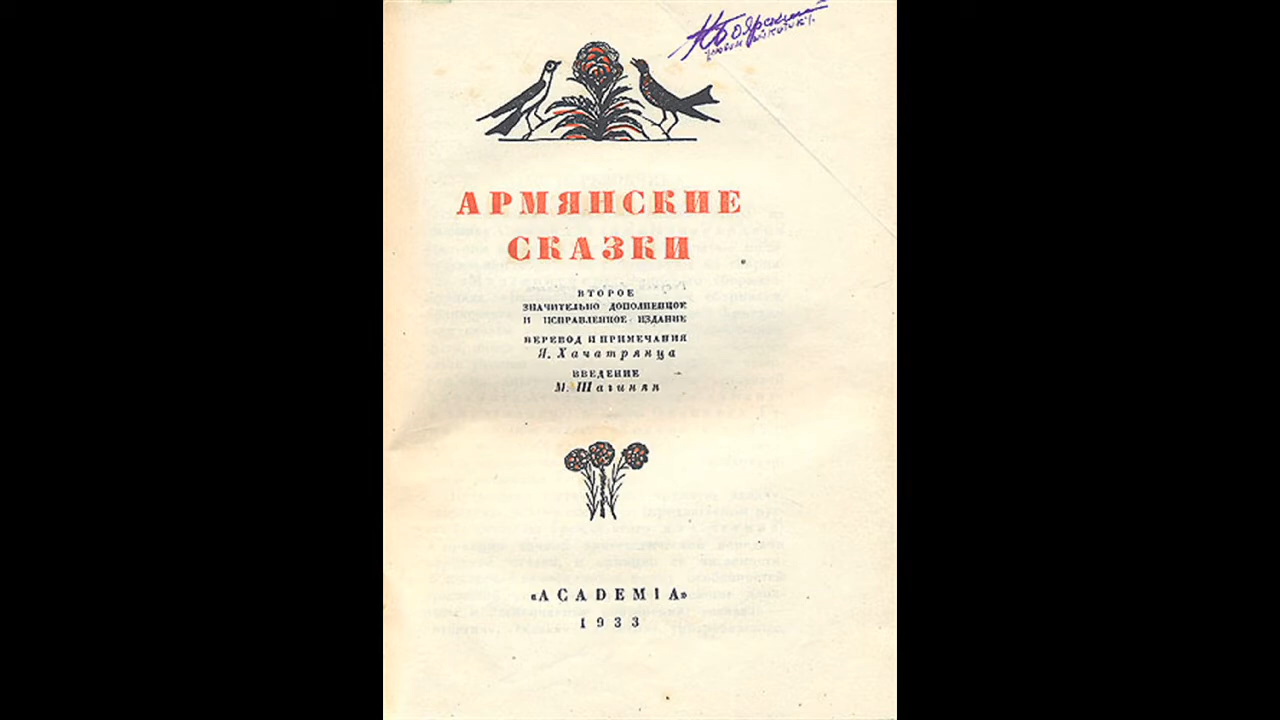 АРМЯНСКИЕ
СКАЗКИ
ВТОРОЕ
ЗНАЧИТЕЛЬНО ДОПОЛНЕННОЕ
И ИСПРАВЛЕННОЕ ИЗДАНИЕ
ПЕРЕВОД И ПРИМЕЧАНИЯ
Я. Хачатрянца
ВВЕДЕНИЕ
М. Шагинян
«ACADEMIA»
1933